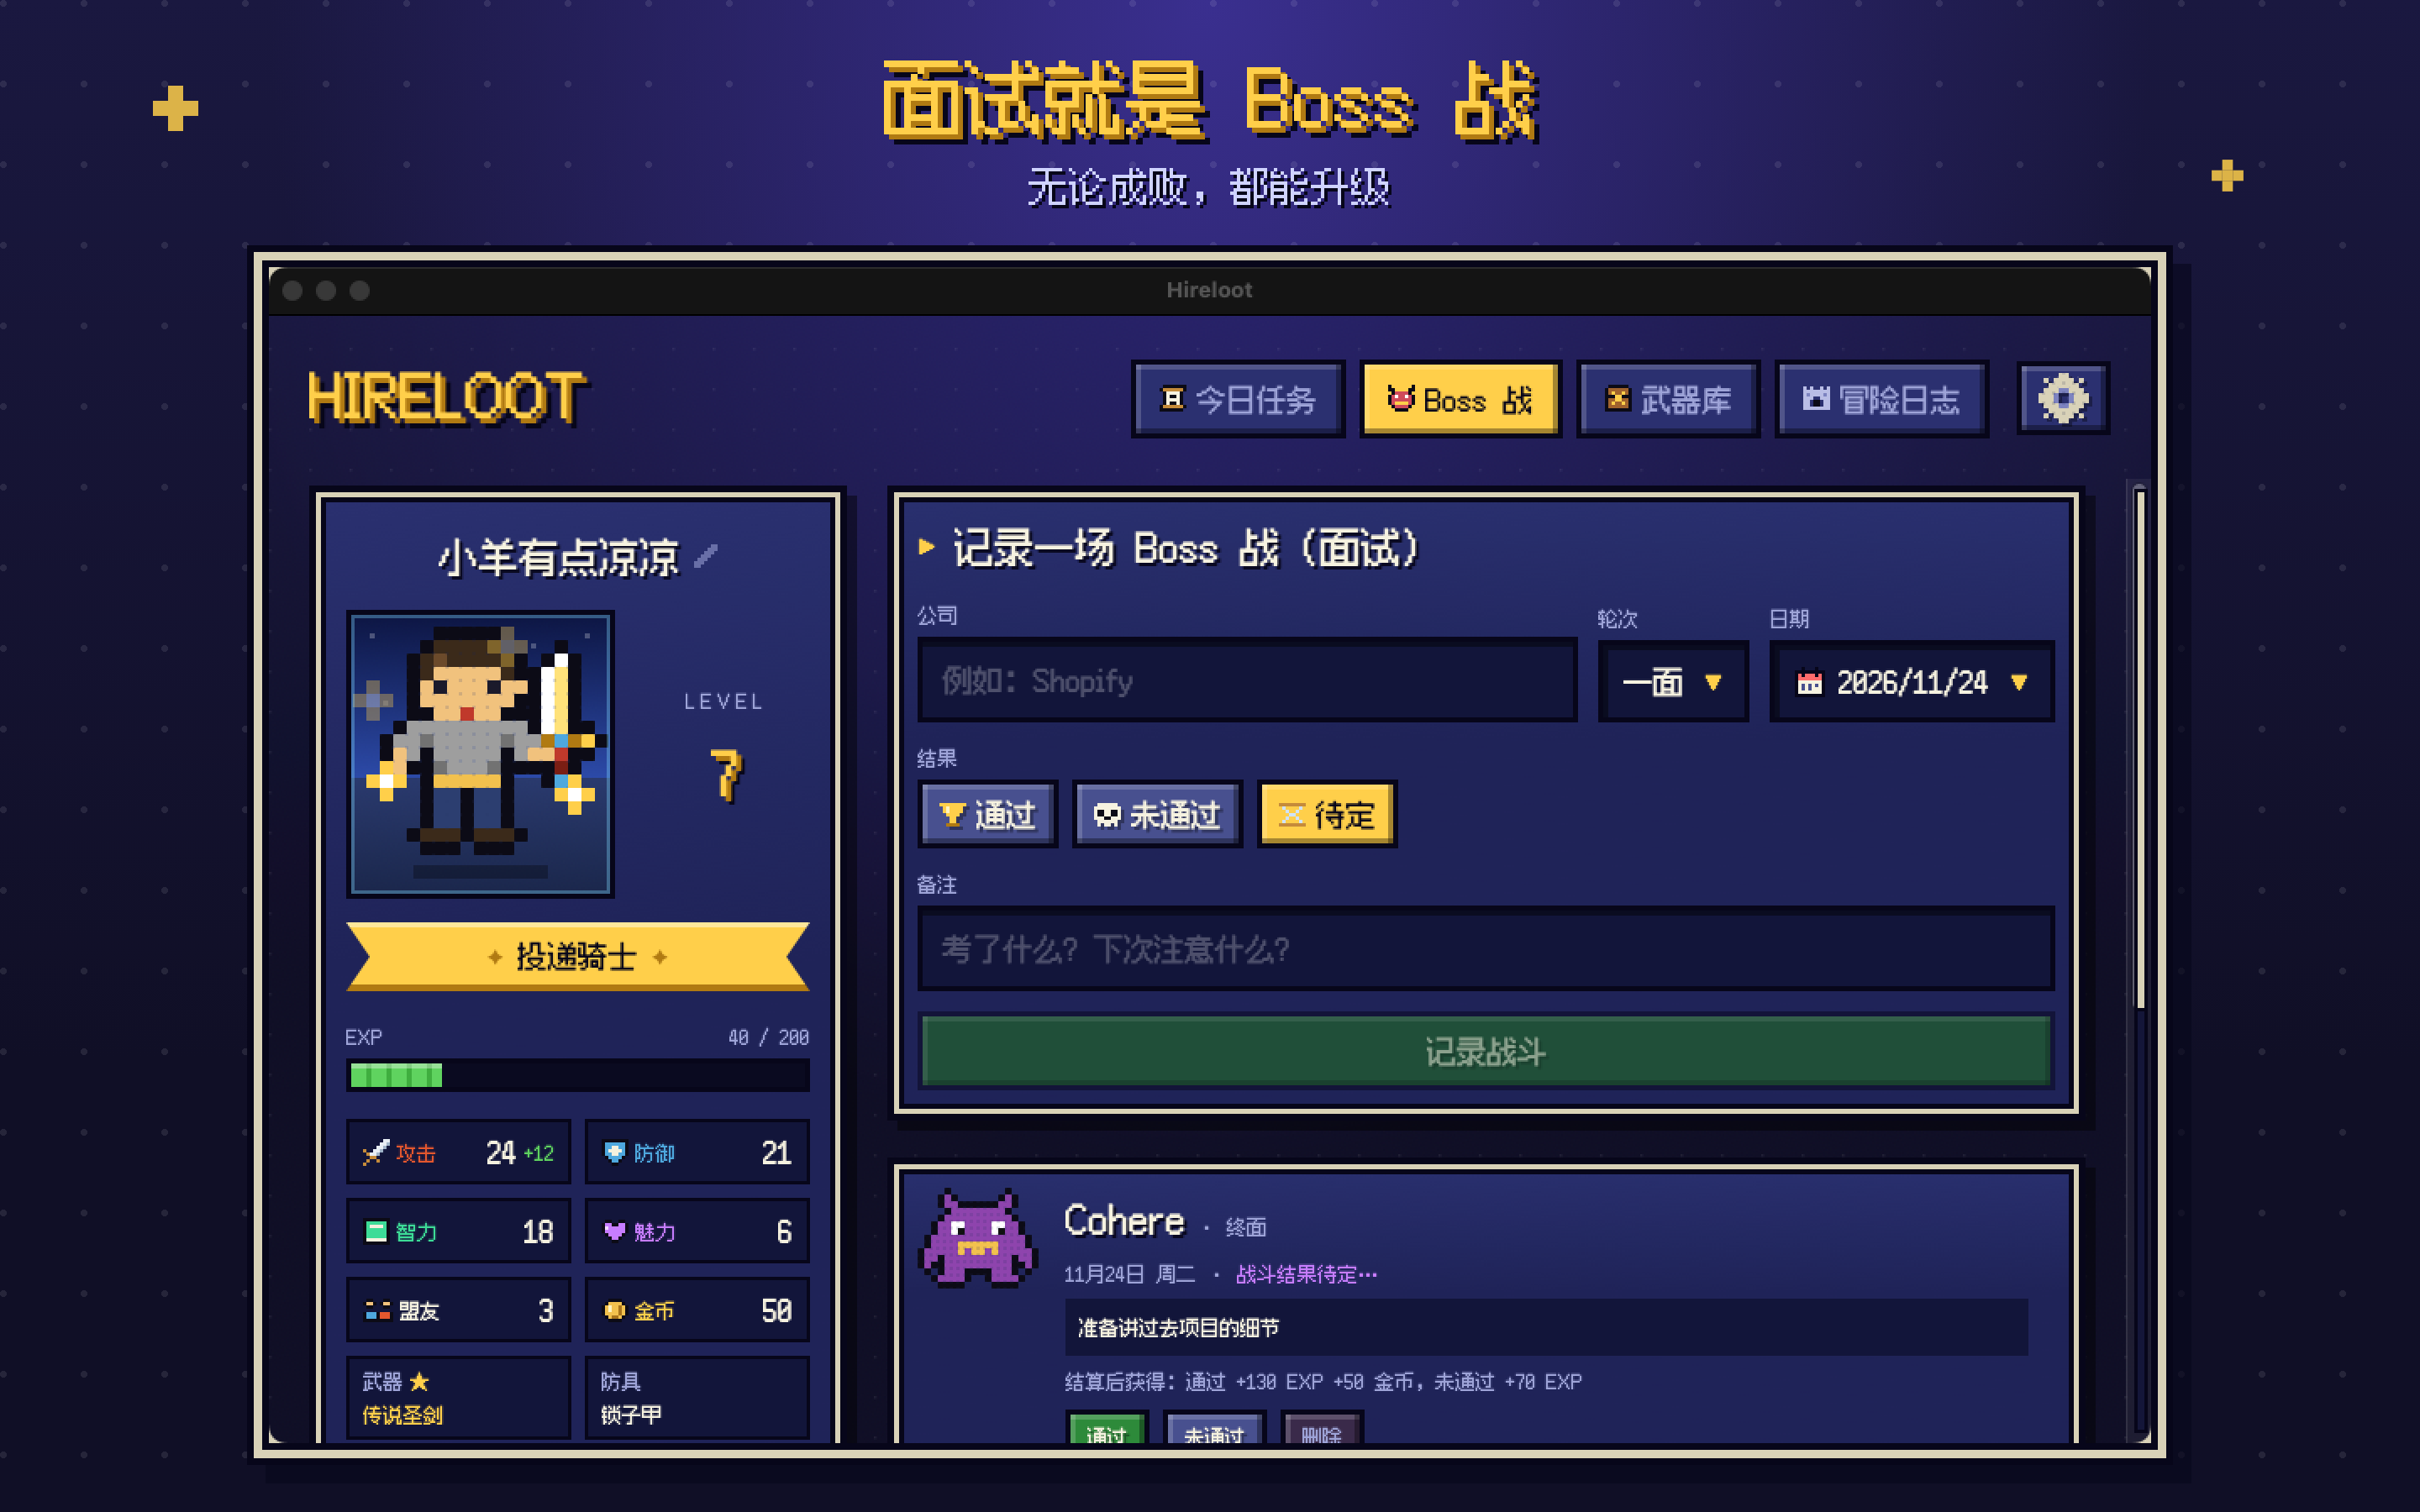 面试就是 Boss 战
无论成败，都能升级
Hireloot
HIRELOOT
今日任务
Boss 战
武器库
冒险日志
小羊有点凉凉
LEVEL
7
投递骑士
EXP 40 / 200
攻击 24 +12
防御 21
智力 18
魅力 6
盟友 3
金币 50
武器
传说圣剑
防具
锁子甲
记录一场 Boss 战（面试）
公司
例如：Shopify
轮次
一面
日期
2026/11/24
结果
通过
未通过
待定
备注
考了什么？下次注意什么？
记录战斗
Cohere · 终面
11月24日 周二 · 战斗结果待定…
准备讲过去项目的细节
结算后获得：通过 +130 EXP +50 金币，未通过 +70 EXP
通过
未通过
删除